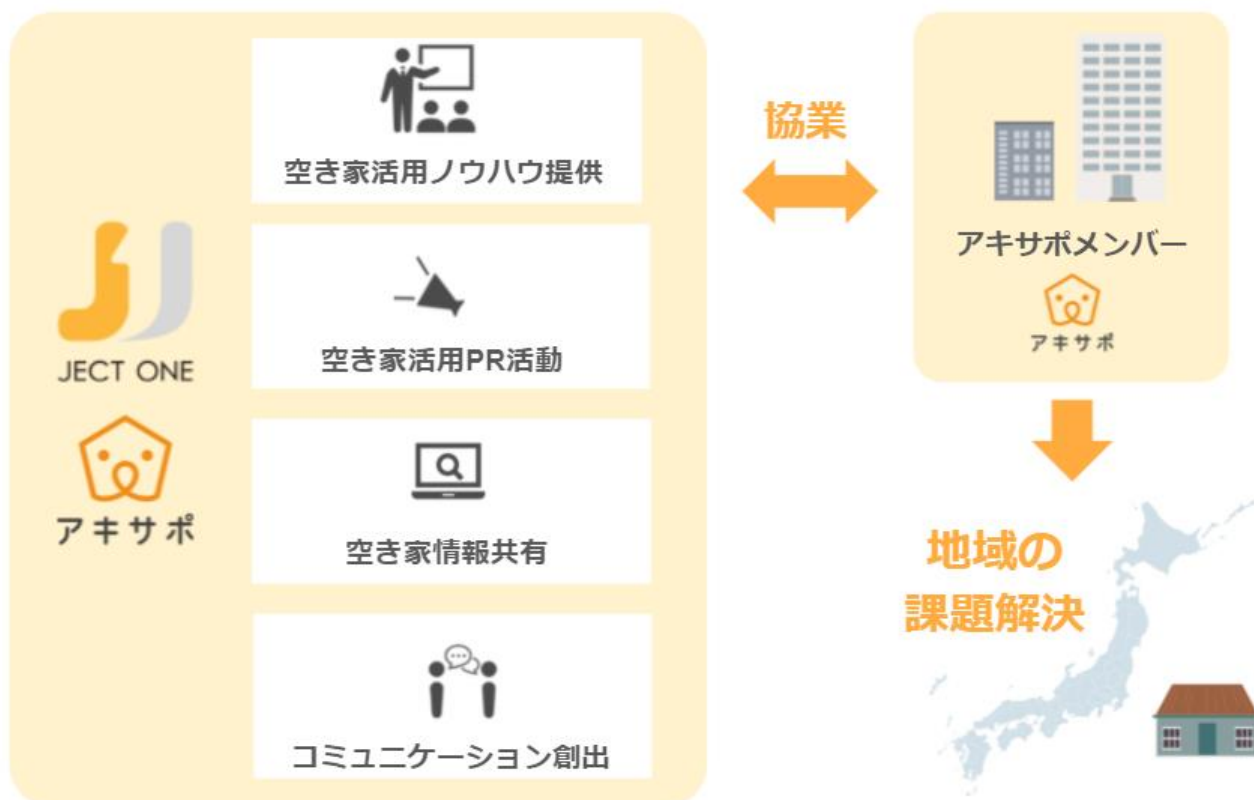 空き家活用ノウハウ提供
空き家活用PR活動
空き家情報共有
コミュニケーション創出
JECT ONE
アキサポ
協業
アキサポメンバー
アキサポ
地域の
課題解決